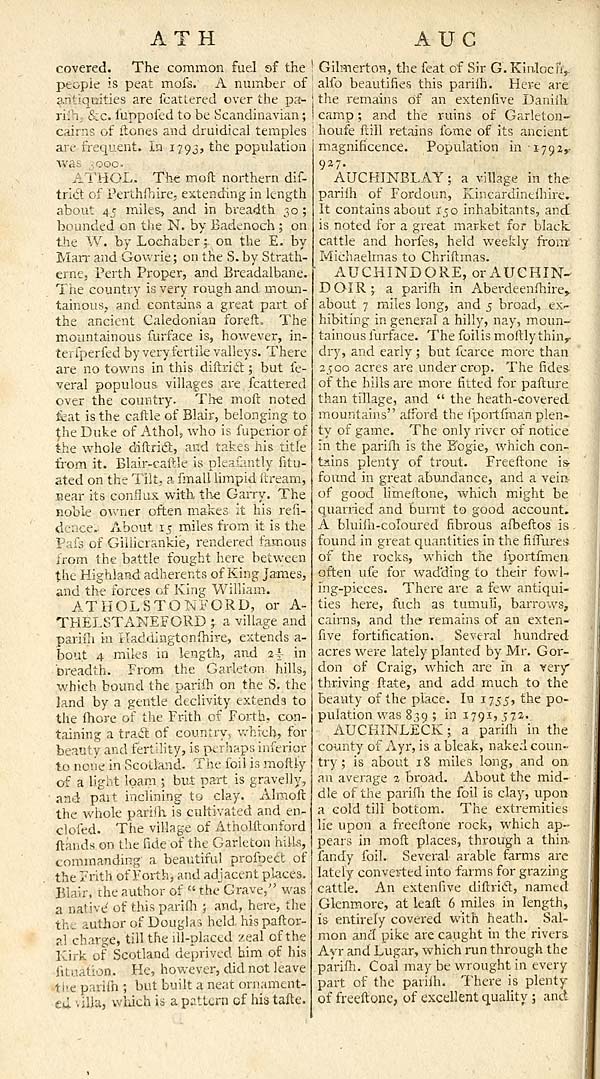 ATH
covered. The common fuel of the
people is peat moſs. A number of
antiquities are ſcattered over the pa-
riſh, &c. ſuppoſed to be Scandinavian;
cairns of ſtones and druidical temples
are frequent. In 1793, the population
was 3000.
ATHOL. The moſt northern diſ-
trict of Perthſhire, extending in length
about 45 miles, and in breadth 30;
bounded on the N. by Badenoch; on
the W. by Lochaber; on the E. by
Marr and Gowrie; on the S. by Strath-
erne, Perth Proper, and Breadalbane.
The country is very rough and moun-
tainous, and contains a great part of
the ancient Caledonian foreſt. The
mountainous ſurface is, however, in-
terſperſed by very fertile valleys. There
are no towns in this diſtrict; but ſe-
veral populous villages are ſcattered
over the country. The moſt noted
ſeat is the caſtle of Blair, belonging to
the Duke of Athol, who is ſuperior of
the whole diſtrict, and takes his title
from it. Blair-caſtle is pleaſantly ſitu-
ated on the Tilt, a ſmall limpid ſtream,
near its conflux with the Garry. The
noble owner often makes it his reſi-
dence. About 15 miles from it is the
Paſs of Gillicrankie, rendered famous
from the battle fought here between
the Highland adherents of King James,
and the forces of King William.
ATHOLSTONFORD, or A-
THELSTANEFORD; a village and
pariſh in Haddingtonſhire, extends a-
bout 4 miles in length, and 2½ in
breadth. From the Garleton hills,
which bound the pariſh on the S. the
land by a gentle declivity extends to
the ſhore of the Frith of Forth, con-
taining a tract of country, which, for
beauty and fertility, is perhaps inferior
to none in Scotland. The ſoil is moſtly
of a light loam; but part is gravelly,
and part inclining to clay. Almoſt
the whole pariſh is cultivated and en-
cloſed. The village of Atholſtonford
ſtands on the ſide of the Garleton hills,
commanding a beautiful proſpect of
the Frith of Forth, and adjacent places.
Blair, the author of "the Grave," was
a native of this pariſh; and, here, the
the author of Douglas held his paſtor-
al charge, till the ill-placed zeal of the
Kirk of Scotland deprived him of his
ſituation. He, however, did not leave
the pariſh; but built a neat ornament-
ed villa, which is a pattern of his taſte.
AUC
Gilmerton, the ſeat of Sir G. Kinloch,
alſo beautifies this pariſh. Here are
the remains of an extenſive Daniſh
camp; and the ruins of Garleton-
houſe ſtill retains ſome of its ancient
magnificence. Population in 1792,
927.
AUCHINBLAY; a village in the
pariſh of Fordoun, Kincardineſhire.
It contains about 150 inhabitants, and
is noted for a great market for black
cattle and horſes, held weekly from
Michaelmas to Chriſtmas.
AUCHINDORE, or AUCHIN-
DOIR; a pariſh in Aberdeenſhire,
about 7 miles long, and 5 broad, ex-
hibiting in general a hilly, nay, moun-
tainous ſurface. The ſoil is moſtly thin,
dry, and early; but ſcarce more than
2500 acres are under crop. The ſides
of the hills are more fitted for paſture
than tillage, and " the heath-covered
mountains" afford the ſportſman plen-
ty of game. The only river of notice
in the pariſh is the Bogie, which con-
tains plenty of trout. Freeſtone is
found in great abundance, and a vein
of good limeſtone, which might be
quarried and burnt to good account.
A bluiſh-coloured fibrous aſbeſtos is
found in great quantities in the fiſſures
of the rocks, which the ſportſmen
often uſe for wadding to their fowl-
ing-pieces. There are a few antiqui-
ties here, ſuch as tumuli, barrows,
cairns, and the remains of an exten-
ſive fortification. Several hundred
acres were lately planted by Mr. Gor-
don of Craig, which are in a very
thriving ſtate, and add much to the
beauty of the place. In 1755, the po-
pulation was 839; in 1791, 572.
AUCHINLECK; a pariſh in the
county of Ayr, is a bleak, naked coun-
try; is about 18 miles long, and on
an average 2 broad. About the mid-
dle of the pariſh the ſoil is clay, upon
a cold till bottom. The extremities
lie upon a freeſtone rock, which ap-
pears in moſt places, through a thin
ſandy ſoil. Several arable farms are
lately converted into farms for grazing
cattle. An extenſive diſtrict, named
Glenmore, at leaſt 6 miles in length,
is entirely covered with heath. Sal-
mon and pike are caught in the rivers
Ayr and Lugar, which run through the
pariſh. Coal may be wrought in every
part of the pariſh. There is plenty
of freeſtone, of excellent quality; and